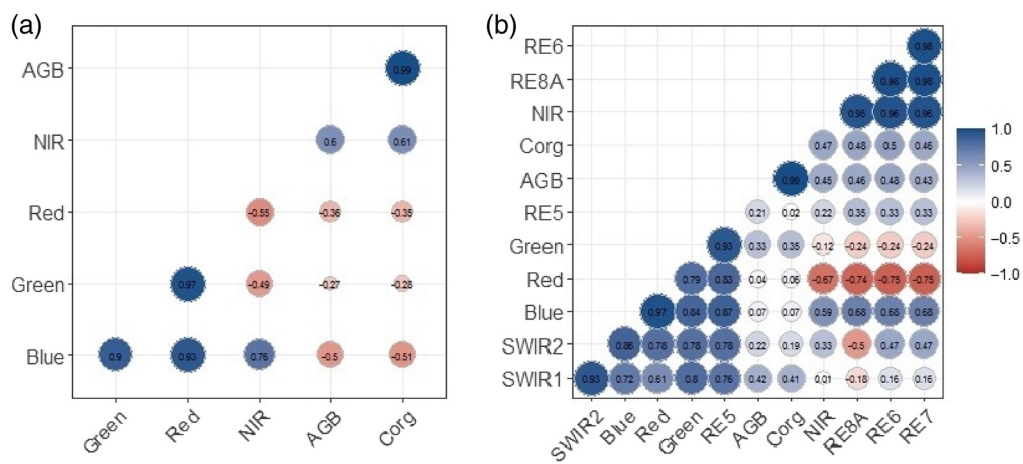 (a)
AGB 0.99
NIR 0.6 0.61
Red -0.55 -0.36 -0.35
Green 0.97 -0.49 -0.27 -0.28
Blue 0.9 0.93 0.76 -0.5 -0.51
Green Red NIR AGB Corg
(b)
RE6 0.98
RE8A 0.98 0.98
NIR 0.96 0.96
Corg 0.47 0.48 0.5 0.46
AGB 0.99 0.45 0.46 0.48 0.43
RE5 0.21 0.02 0.22 0.35 0.33 0.33
Green 0.93 0.33 0.35 -0.12 -0.24 -0.24 -0.24
Red 0.79 0.83 0.04 0.06 -0.67 -0.74 -0.75 -0.75
Blue 0.97 0.84 0.87 0.07 0.07 0.59 0.68 0.68 0.68
SWIR2 0.86 0.78 0.78 0.78 0.22 0.19 0.33 -0.5 0.47 0.47
SWIR1 0.93 0.72 0.61 0.8 0.76 0.42 0.41 0.01 -0.18 0.16 0.16
SWIR2 Blue Red Green RE5 AGB Corg NIR RE8A RE6 RE7
1.0
0.5
0.0
-0.5
-1.0